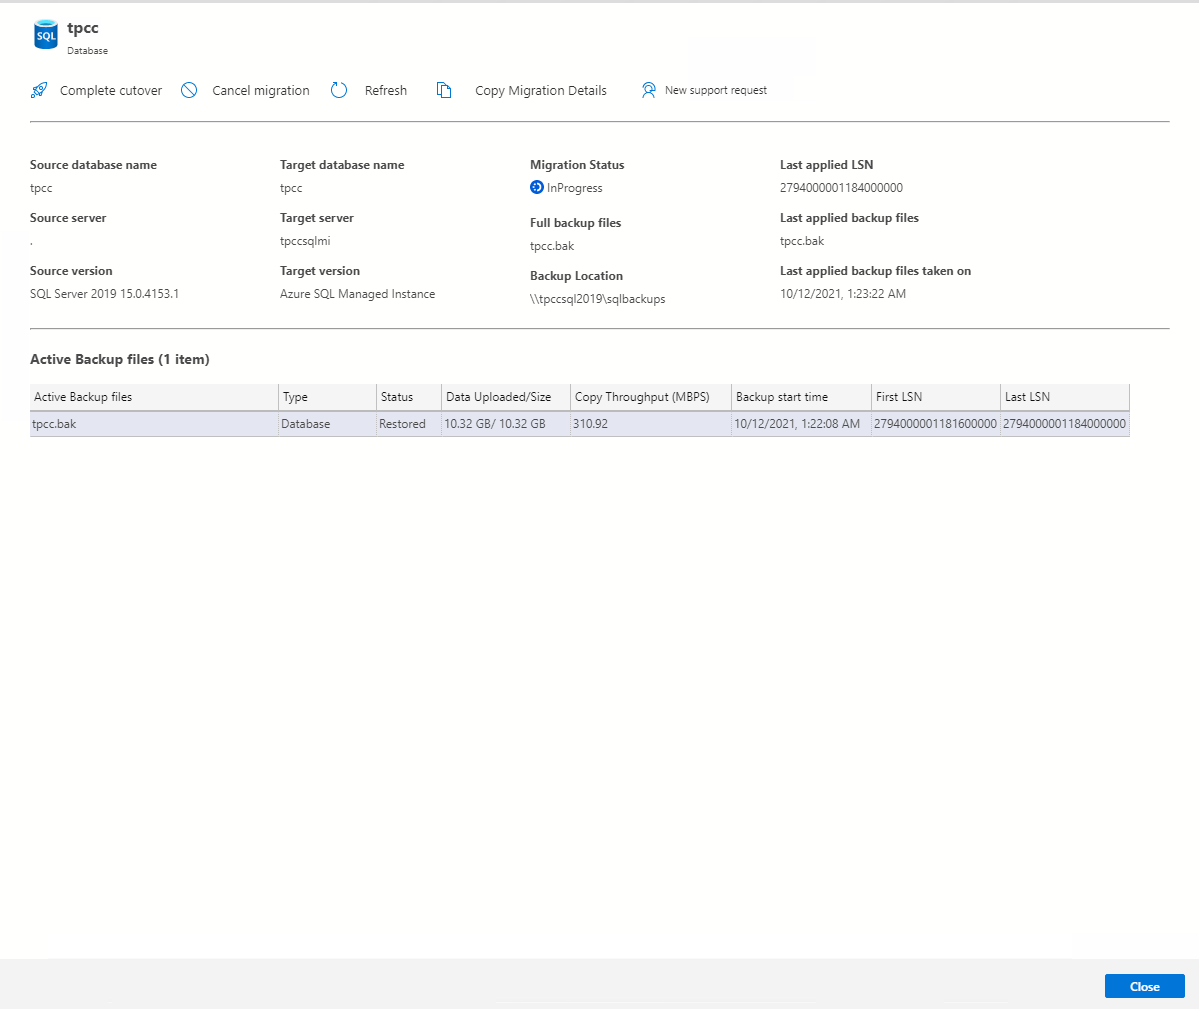 SQL
tpcc
Database
Complete cutover Cancel migration Refresh Copy Migration Details New support request
Source database name Target database name Migration Status Last applied LSN
tpcc tpcc InProgress 2794000001184000000
Source server Target server Full backup files Last applied backup files
. tpccsqlmi tpcc.bak tpcc.bak
Source version Target version Backup Location Last applied backup files taken on
SQL Server 2019 15.0.4153.1 Azure SQL Managed Instance \\tpccsql2019\sqlbackups 10/12/2021, 1:23:22 AM
Active Backup files (1 item)
Active Backup files Type Status Data Uploaded/Size Copy Throughput (MBPS) Backup start time First LSN Last LSN
tpcc.bak Database Restored 10.32 GB/ 10.32 GB 310.92 10/12/2021, 1:22:08 AM 2794000001181600000 2794000001184000000
Close